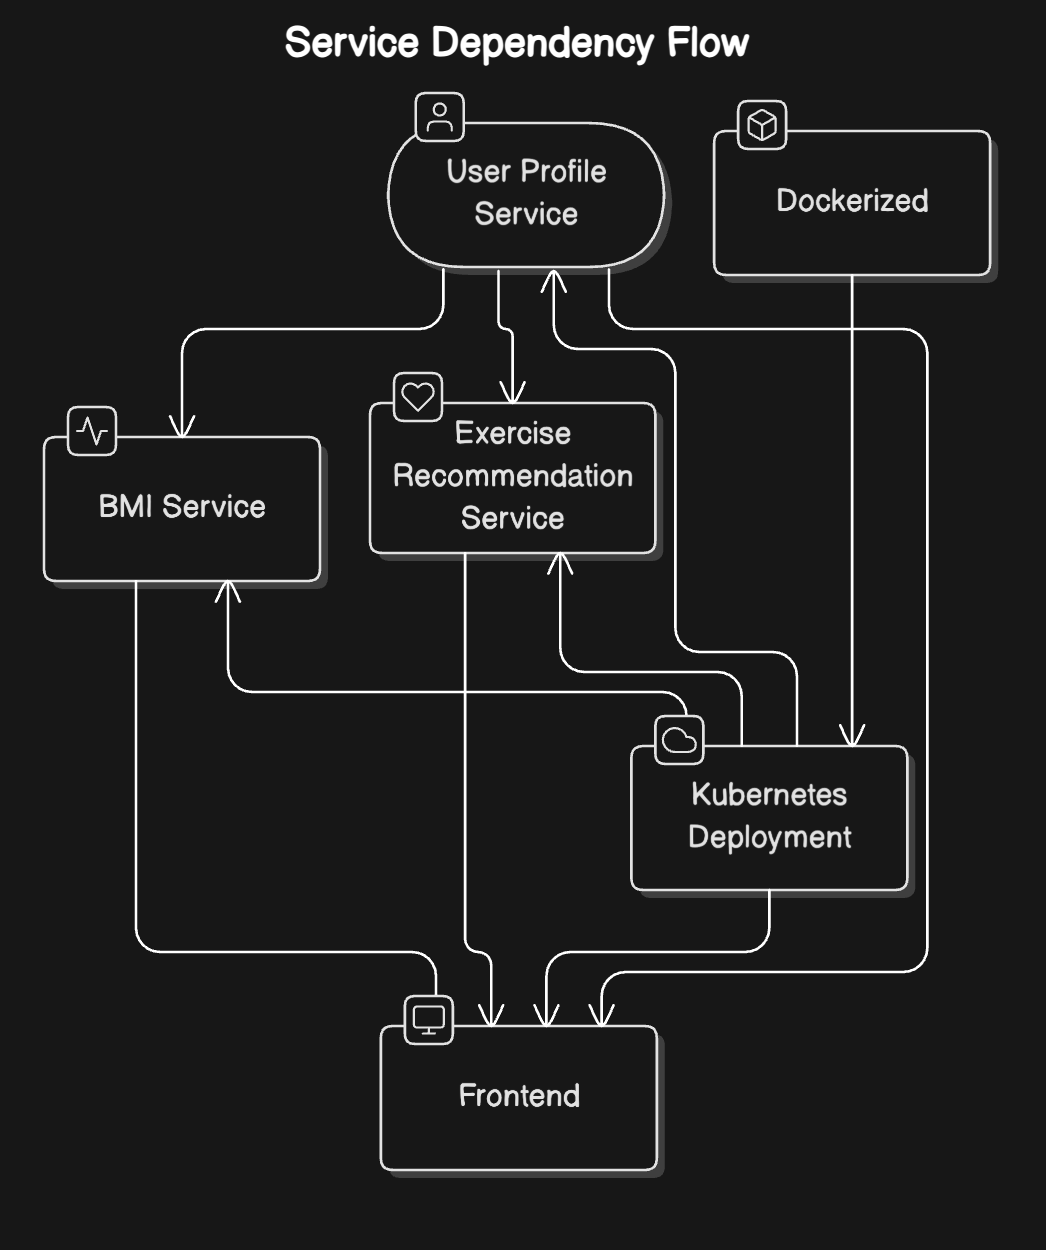 Service Dependency Flow
User Profile
Service
Dockerized
Exercise
Recommendation
Service
BMI Service
Kubernetes
Deployment
Frontend